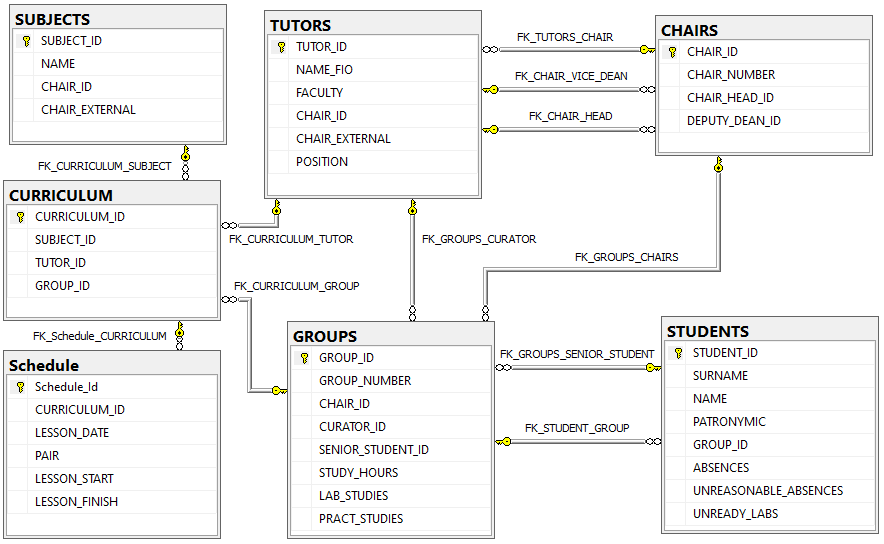 SUBJECTS
SUBJECT_ID
NAME
CHAIR_ID
CHAIR_EXTERNAL
TUTORS
TUTOR_ID
NAME_FIO
FACULTY
CHAIR_ID
CHAIR_EXTERNAL
POSITION
FK_TUTORS_CHAIR
FK_CHAIR_VICE_DEAN
FK_CHAIR_HEAD
CHAIRS
CHAIR_ID
CHAIR_NUMBER
CHAIR_HEAD_ID
DEPUTY_DEAN_ID
FK_CURRICULUM_SUBJECT
CURRICULUM
CURRICULUM_ID
SUBJECT_ID
TUTOR_ID
GROUP_ID
FK_CURRICULUM_TUTOR
FK_GROUPS_CURATOR
FK_GROUPS_CHAIRS
FK_CURRICULUM_GROUP
FK_Schedule_CURRICULUM
Schedule
Schedule_Id
CURRICULUM_ID
LESSON_DATE
PAIR
LESSON_START
LESSON_FINISH
GROUPS
GROUP_ID
GROUP_NUMBER
CHAIR_ID
CURATOR_ID
SENIOR_STUDENT_ID
STUDY_HOURS
LAB_STUDIES
PRACT_STUDIES
FK_GROUPS_SENIOR_STUDENT
FK_STUDENT_GROUP
STUDENTS
STUDENT_ID
SURNAME
NAME
PATRONYMIC
GROUP_ID
ABSENCES
UNREASONABLE_ABSENCES
UNREADY_LABS